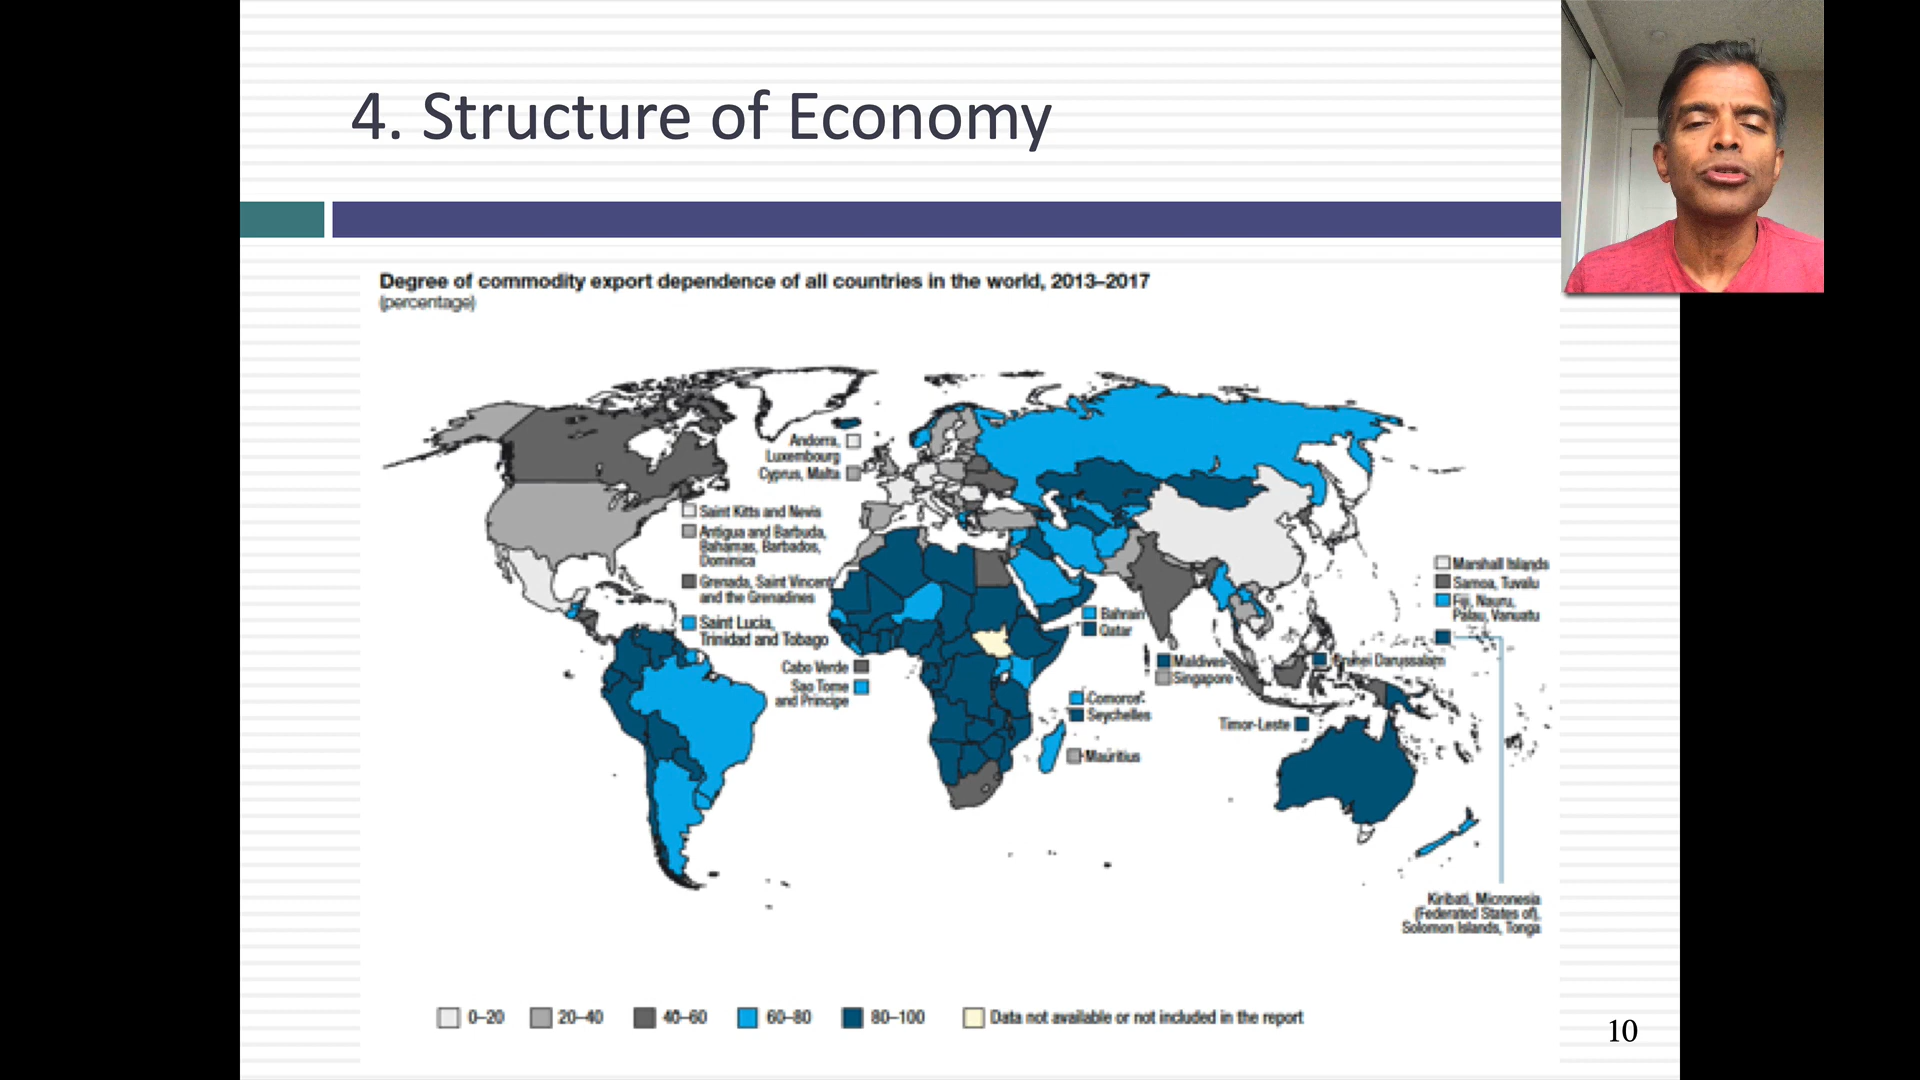 4. Structure of Economy
Degree of commodity export dependence of all countries in the world, 2013–2017
(percentage)
Andorra,
Luxembourg
Cyprus, Malta
Saint Kitts and Nevis
Antigua and Barbuda,
Bahamas, Barbados,
Dominica
Grenada, Saint Vincent
and the Grenadines
Saint Lucia,
Trinidad and Tobago
Cabo Verde
Sao Tome
and Principe
Bahrain
Qatar
Comoros
Seychelles
Mauritius
Maldives
Singapore
Brunei Darussalam
Timor-Leste
Marshall Islands
Samoa, Tuvalu
Fiji, Nauru,
Palau, Vanuatu
Kiribati, Micronesia
(Federated States of),
Solomon Islands, Tonga
0–20
20–40
40–60
60–80
80–100
Data not available or not included in the report
10